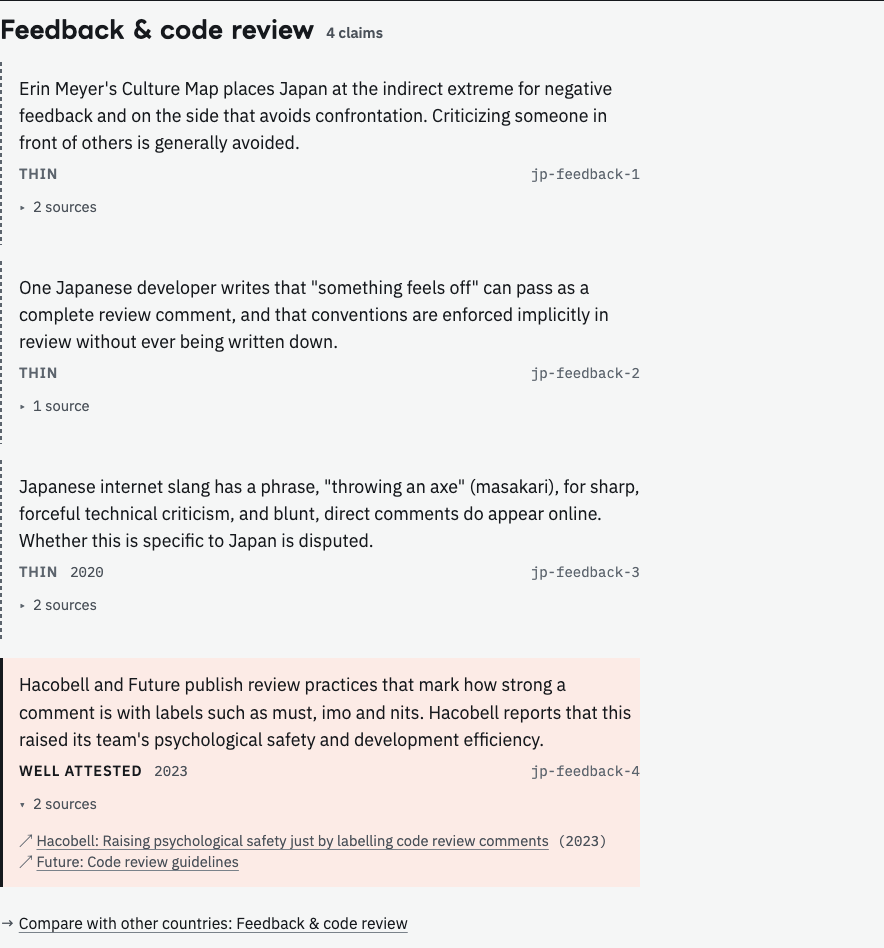 Feedback & code review 4 claims
Erin Meyer's Culture Map places Japan at the indirect extreme for negative
feedback and on the side that avoids confrontation. Criticizing someone in
front of others is generally avoided.
THIN jp-feedback-1
▸ 2 sources
One Japanese developer writes that "something feels off" can pass as a
complete review comment, and that conventions are enforced implicitly in
review without ever being written down.
THIN jp-feedback-2
▸ 1 source
Japanese internet slang has a phrase, "throwing an axe" (masakari), for sharp,
forceful technical criticism, and blunt, direct comments do appear online.
Whether this is specific to Japan is disputed.
THIN 2020 jp-feedback-3
▸ 2 sources
Hacobell and Future publish review practices that mark how strong a
comment is with labels such as must, imo and nits. Hacobell reports that this
raised its team's psychological safety and development efficiency.
WELL ATTESTED 2023 jp-feedback-4
▾ 2 sources
↗ Hacobell: Raising psychological safety just by labelling code review comments (2023)
↗ Future: Code review guidelines
→ Compare with other countries: Feedback & code review